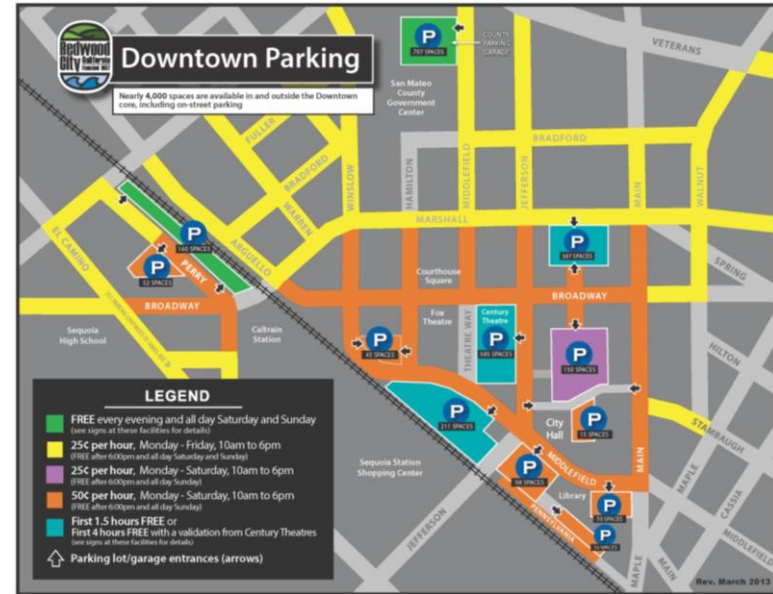 Redwood
City
California
Downtown Parking
Nearly 4,000 spaces are available in and outside the Downtown
core, including on-street parking
P
797 SPACES
COUNTY
PARKING
GARAGE
San Mateo
County
Government
Center
VETERANS
FULLER
BRADFORD
WARREN
ARGUELLO
WINSLOW
HAMILTON
MIDDLEFIELD
JEFFERSON
BRADFORD
MAIN
WALNUT
MARSHALL
EL CAMINO
P
P
52 SPACES
PERRY
BROADWAY
Sequoia
High School
Caltrain
Station
Courthouse
Square
P
SPRING
BROADWAY
Fox
Theatre
THEATRE WAY
Century
Theatre
P
585 SPACES
P
45 SPACES
P
150 SPACES
HILTON
P
211 SPACES
City
Hall
P
15 SPACES
STAMBAUGH
Sequoia Station
Shopping Center
MIDDLEFIELD
MAIN
MAPLE
CASSIA
P
98 SPACES
Library
P
50 SPACES
PENNSYLVANIA
P
JEFFERSON
MAPLE
MIDDLEFIELD
LEGEND
FREE every evening and all day Saturday and Sunday
(see signs at these facilities for details)
25¢ per hour, Monday - Friday, 10am to 6pm
(FREE after 6:00pm and all day Saturday and Sunday)
25¢ per hour, Monday - Saturday, 10am to 6pm
(FREE after 6:00pm and all day Sunday)
50¢ per hour, Monday - Saturday, 10am to 6pm
(FREE after 6:00pm and all day Sunday)
First 1.5 hours FREE or
First 4 hours FREE with a validation from Century Theatres
(see signs at these facilities for details)
Parking lot/garage entrances (arrows)
Rev. March 2013